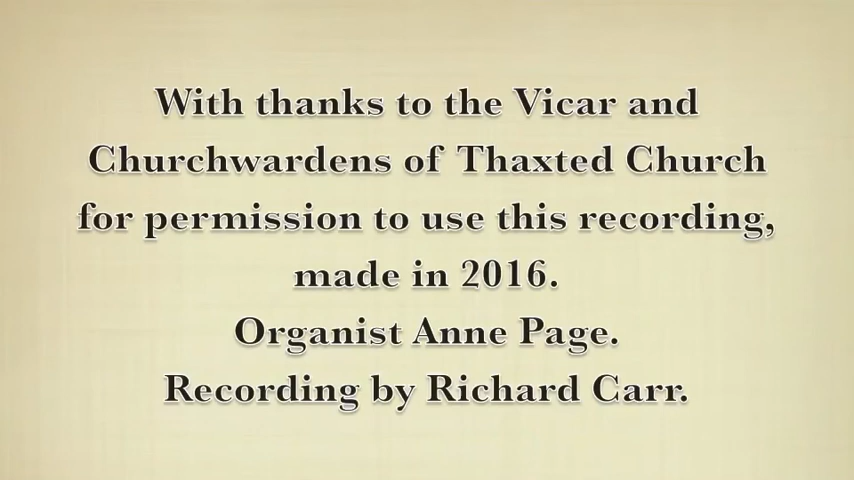 With thanks to the Vicar and
Churchwardens of Thaxted Church
for permission to use this recording,
made in 2016.
Organist Anne Page.
Recording by Richard Carr.